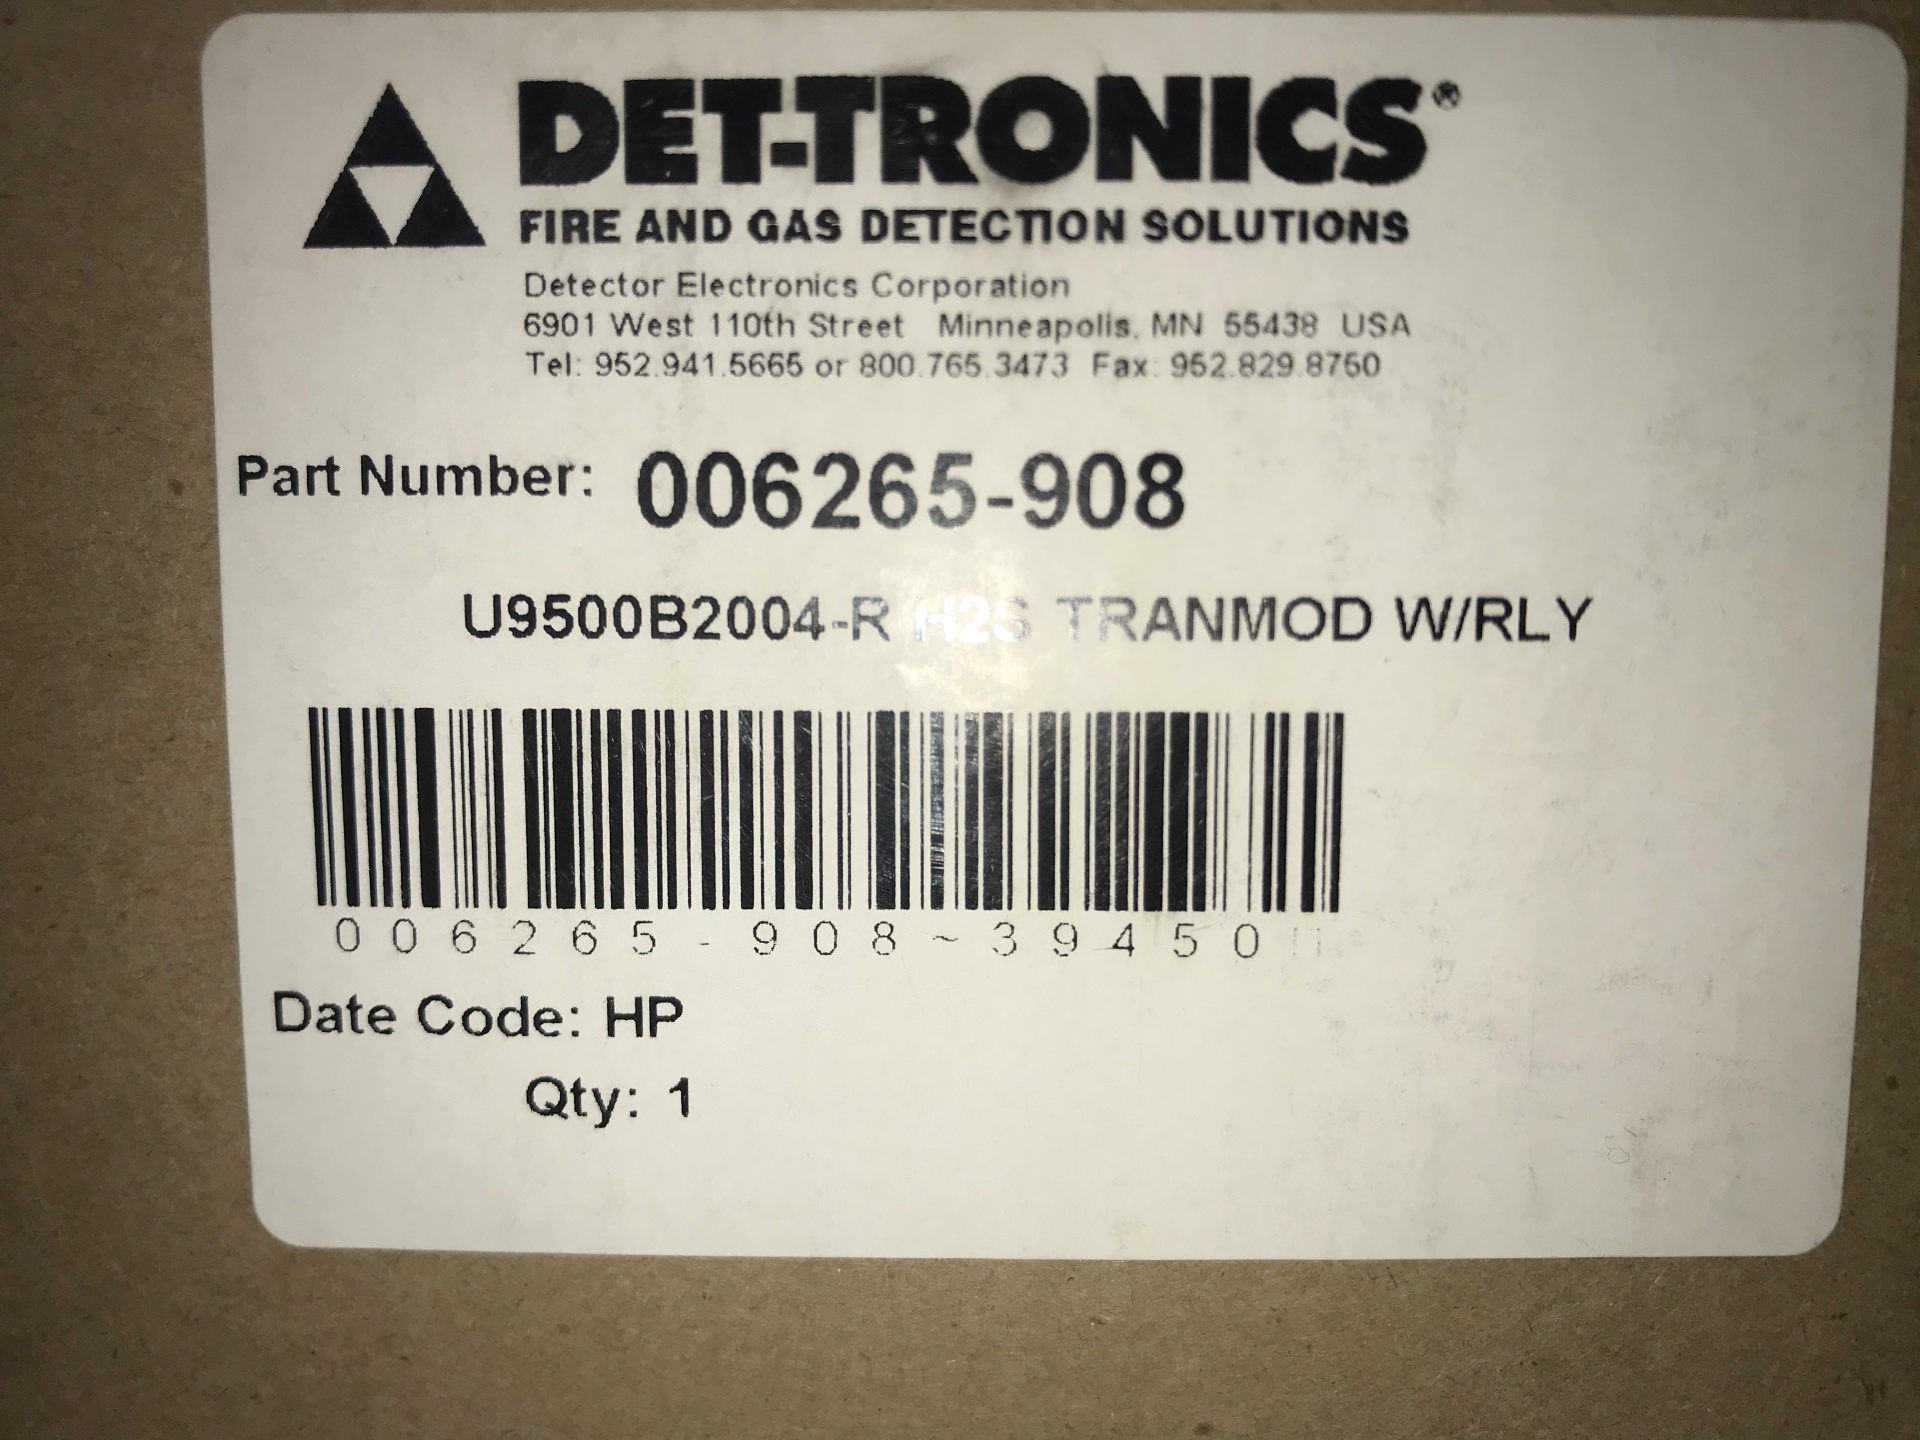 DET-TRONICS®
FIRE AND GAS DETECTION SOLUTIONS
Detector Electronics Corporation
6901 West 110th Street Minneapolis, MN 55438 USA
Tel: 952.941.5665 or 800.765.3473 Fax: 952.829.8750
Part Number: 006265-908
U9500B2004-R H2S TRANMOD W/RLY
006265-908~39450
Date Code: HP
Qty: 1